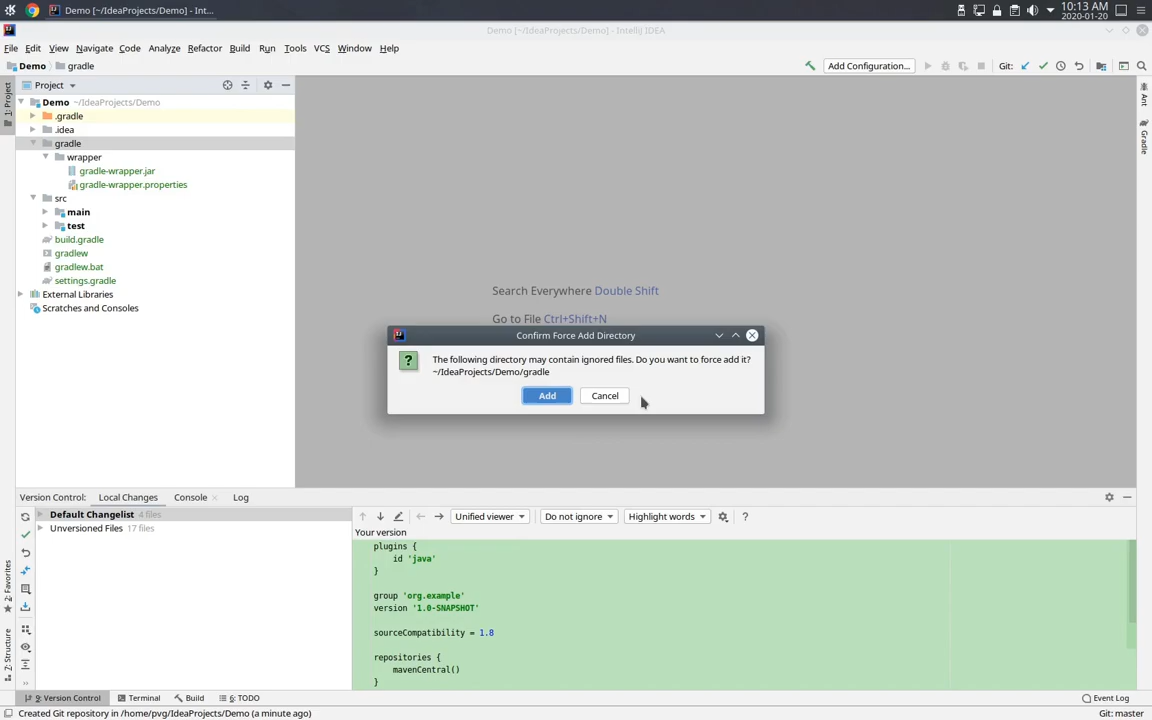 Demo [~/IdeaProjects/Demo] - Int...
10:13 AM
2020-01-20
Demo [~/IdeaProjects/Demo] - IntelliJ IDEA
File Edit View Navigate Code Analyze Refactor Build Run Tools VCS Window Help
Demo gradle
Add Configuration...
Git:
Project
1: Project
Demo ~/IdeaProjects/Demo
.gradle
.idea
gradle
wrapper
gradle-wrapper.jar
gradle-wrapper.properties
src
main
test
build.gradle
gradlew
gradlew.bat
settings.gradle
External Libraries
Scratches and Consoles
Ant
Gradle
Search Everywhere Double Shift
Go to File Ctrl+Shift+N
Confirm Force Add Directory
?
The following directory may contain ignored files. Do you want to force add it?
~/IdeaProjects/Demo/gradle
Add Cancel
Version Control: Local Changes Console Log
Default Changelist 4 files
Unversioned Files 17 files
2: Favorites
7: Structure
Unified viewer Do not ignore Highlight words ?
Your version
plugins {
id 'java'
}
group 'org.example'
version '1.0-SNAPSHOT'
sourceCompatibility = 1.8
repositories {
mavenCentral()
}
9: Version Control Terminal Build 6: TODO Event Log
Created Git repository in /home/pvg/IdeaProjects/Demo (a minute ago) Git: master